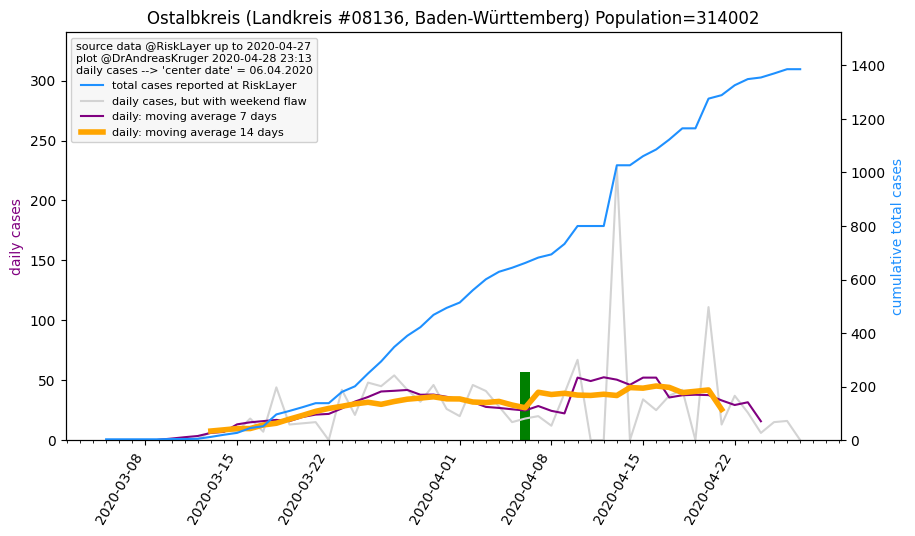 Ostalbkreis (Landkreis #08136, Baden-Württemberg) Population=314002
source data @RiskLayer up to 2020-04-27
plot @DrAndreasKruger 2020-04-28 23:13
daily cases --> 'center date' = 06.04.2020
total cases reported at RiskLayer
daily cases, but with weekend flaw
daily: moving average 7 days
daily: moving average 14 days
daily cases
300
250
200
150
100
50
0
1400
1200
1000
800
600
400
200
0
cumulative total cases
2020-03-08
2020-03-15
2020-03-22
2020-04-01
2020-04-08
2020-04-15
2020-04-22